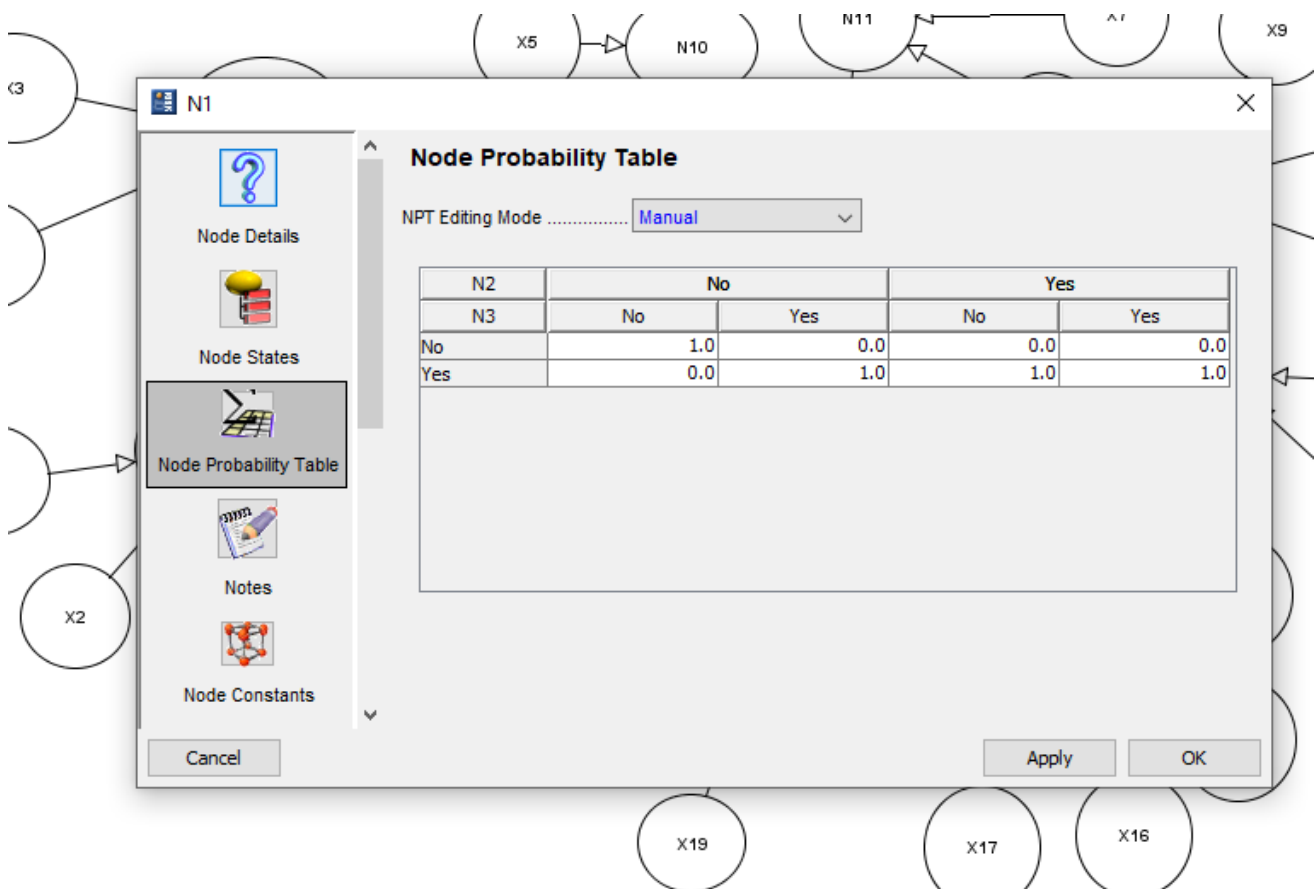 X5
N10
N11
X7
X9
X3
N1
Node Details
Node States
Node Probability Table
Notes
Node Constants
Node Probability Table
NPT Editing Mode ................ Manual
N2 No Yes
N3 No Yes No Yes
No 1.0 0.0 0.0 0.0
Yes 0.0 1.0 1.0 1.0
Cancel Apply OK
X2
X19
X17
X16